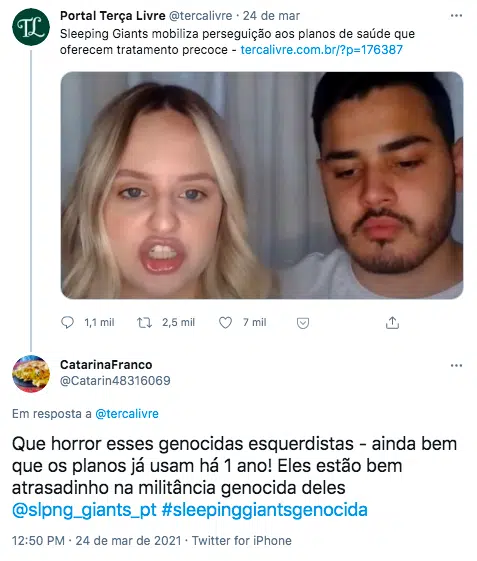 Portal Terça Livre @tercalivre · 24 de mar
Sleeping Giants mobiliza perseguição aos planos de saúde que
oferecem tratamento precoce - tercalivre.com.br/?p=176387
TL
1,1 mil 2,5 mil 7 mil
CatarinaFranco
@Catarin48316069
Em resposta a @tercalivre
Que horror esses genocidas esquerdistas - ainda bem
que os planos já usam há 1 ano! Eles estão bem
atrasadinho na militância genocida deles
@slpng_giants_pt #sleepinggiantsgenocida
12:50 PM · 24 de mar de 2021 · Twitter for iPhone